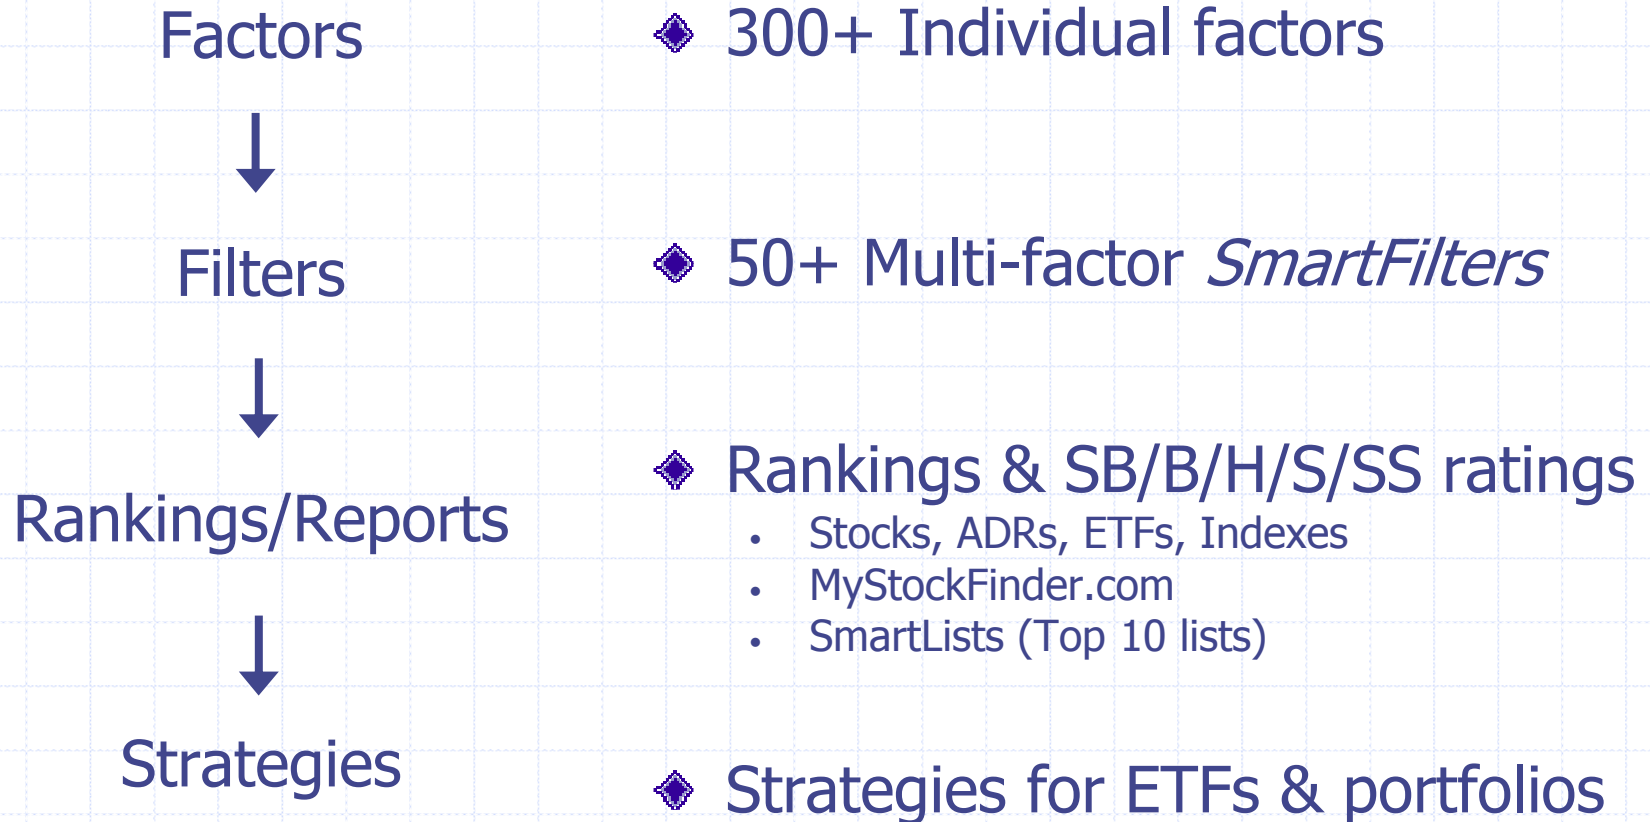 Factors
300+ Individual factors
Filters
50+ Multi-factor SmartFilters
Rankings/Reports
Rankings & SB/B/H/S/SS ratings
Stocks, ADRs, ETFs, Indexes
MyStockFinder.com
SmartLists (Top 10 lists)
Strategies
Strategies for ETFs & portfolios